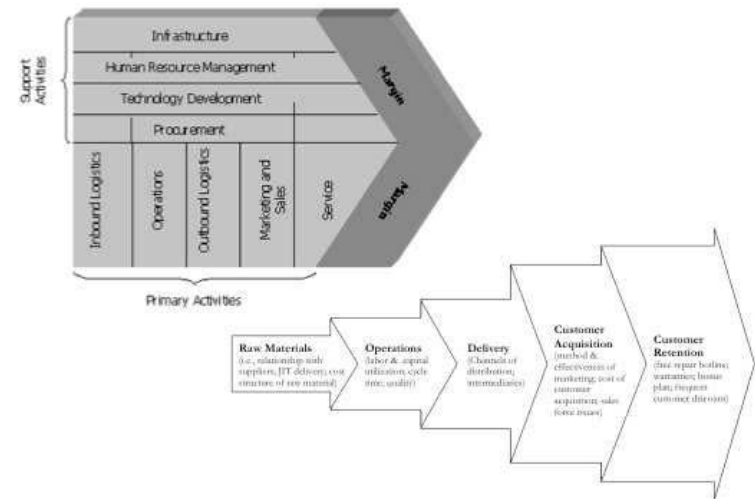 Support
Activities
Infrastructure
Human Resource Management
Technology Development
Procurement
Inbound Logistics
Operations
Outbound Logistics
Marketing and
Sales
Service
Margin
Margin
Primary Activities
Raw Materials
(i.e., relationship with
suppliers; JIT delivery; cost
structure of raw material)
Operations
(labor & capital
utilization; cycle
time; quality)
Delivery
(Channels of
distribution;
intermediaries)
Customer
Acquisition
(method &
effectiveness of
marketing; cost of
customer
acquisition; sales
force issues)
Customer
Retention
(free repair hotline;
warranties; bonus
plan; frequent
customer discount)